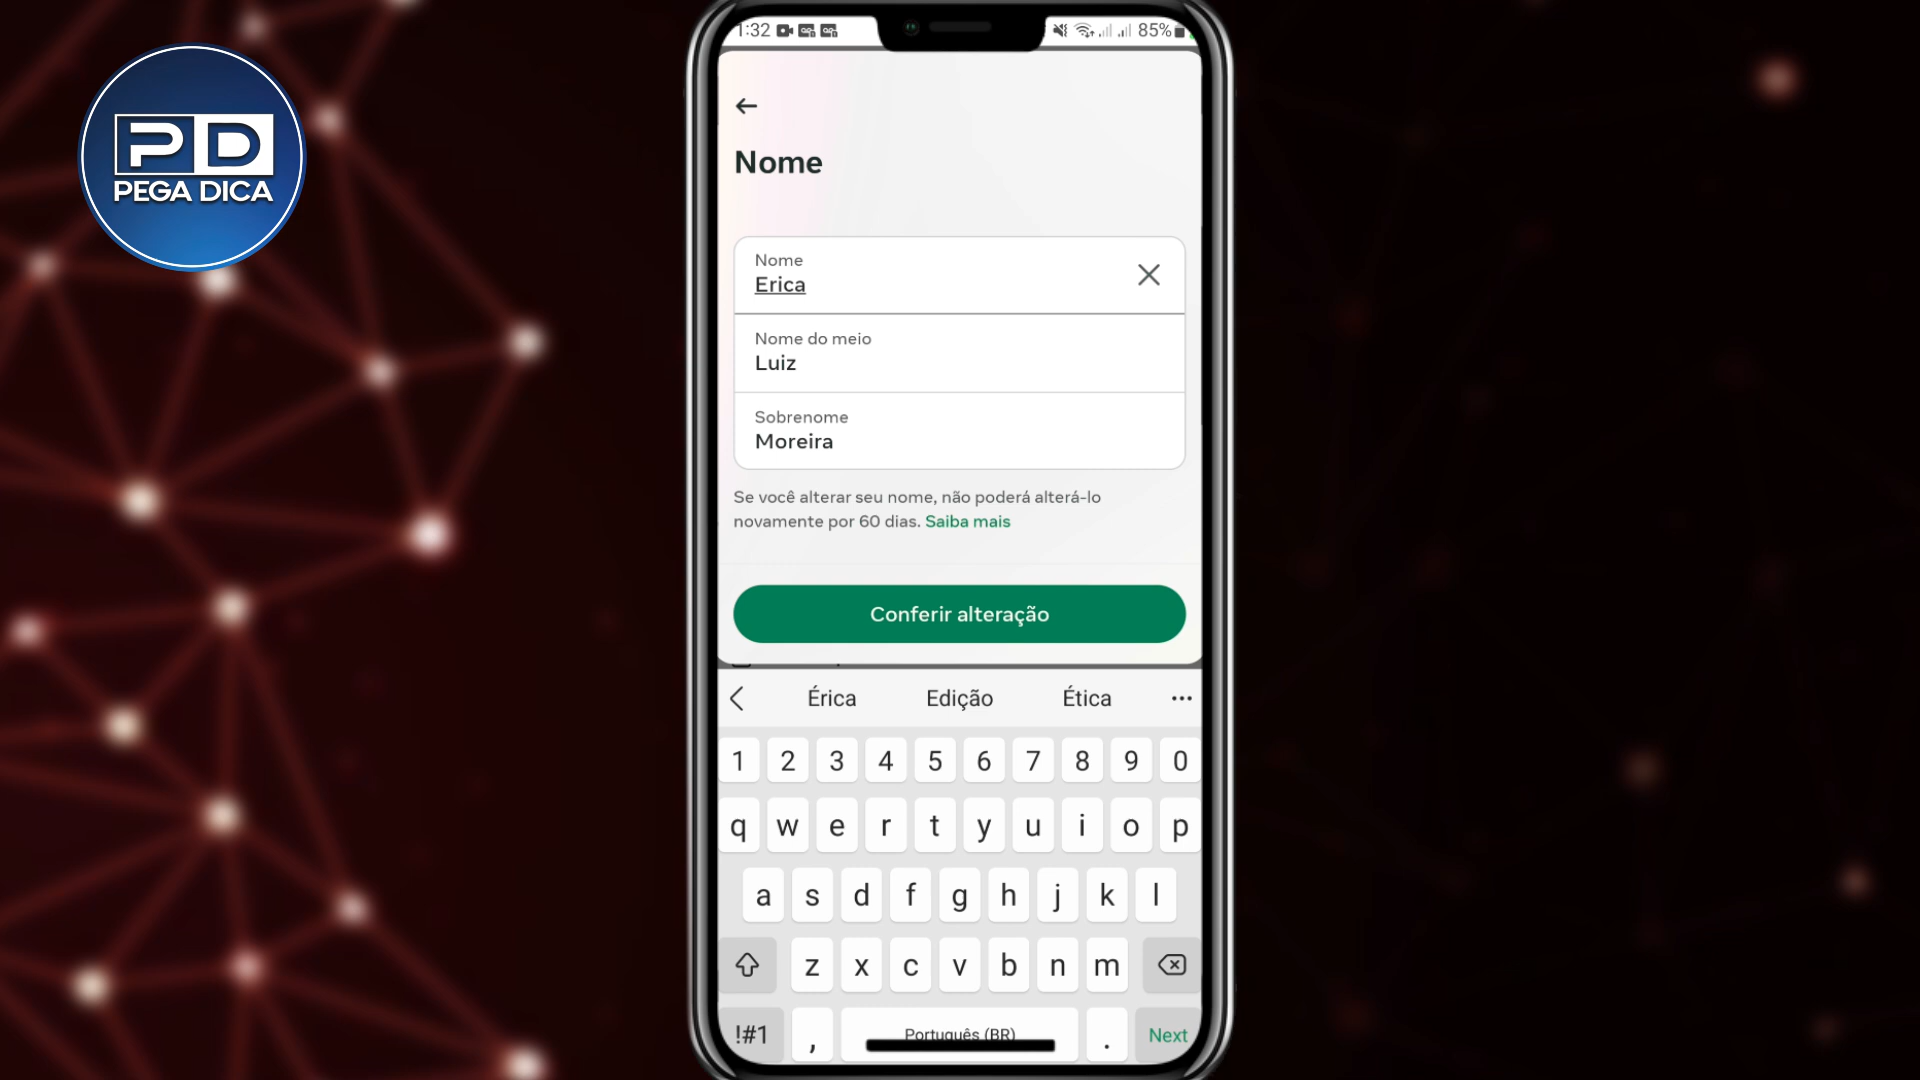 PD
PEGA DICA
1:32
85%
Nome
Nome
Erica
Nome do meio
Luiz
Sobrenome
Moreira
Se você alterar seu nome, não poderá alterá-lo
novamente por 60 dias. Saiba mais
Conferir alteração
Érica Edição Ética
1 2 3 4 5 6 7 8 9 0
q w e r t y u i o p
a s d f g h j k l
z x c v b n m
!#1 , Português (BR) . Next